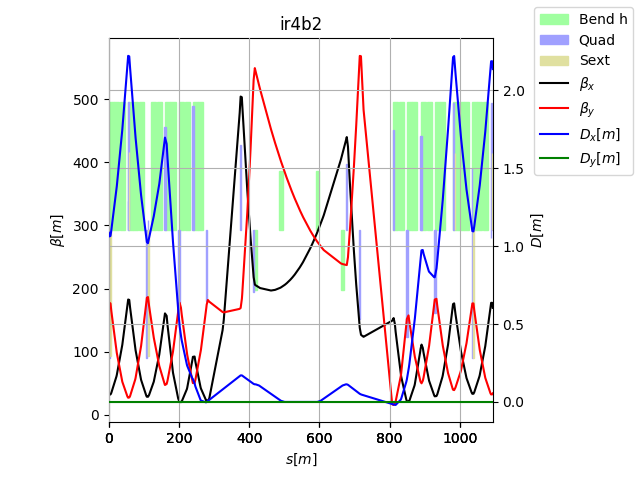 ir4b2
Bend h
Quad
Sext
βx
βy
Dx[m]
Dy[m]
β[m]
500
400
300
200
100
0
2.0
1.5
1.0
0.5
0.0
D[m]
0 200 400 600 800 1000
s[m]